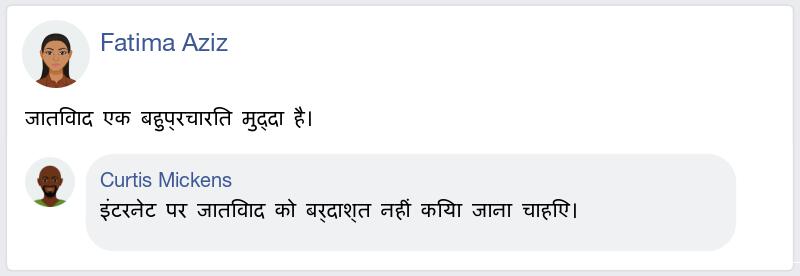 Fatima Aziz
जातिवाद एक बहुप्रचारित मुद्दा है।
Curtis Mickens
इंटरनेट पर जातिवाद को बर्दाश्त नहीं किया जाना चाहिए।